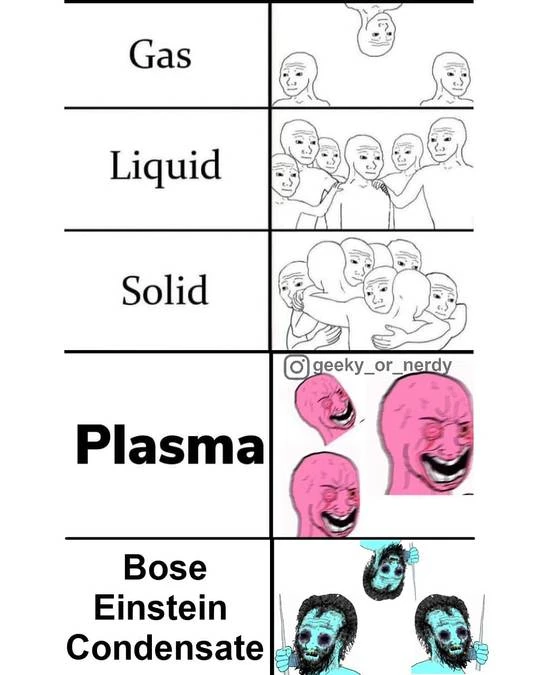 Gas
Liquid
Solid
geeky_or_nerdy
Plasma
Bose
Einstein
Condensate